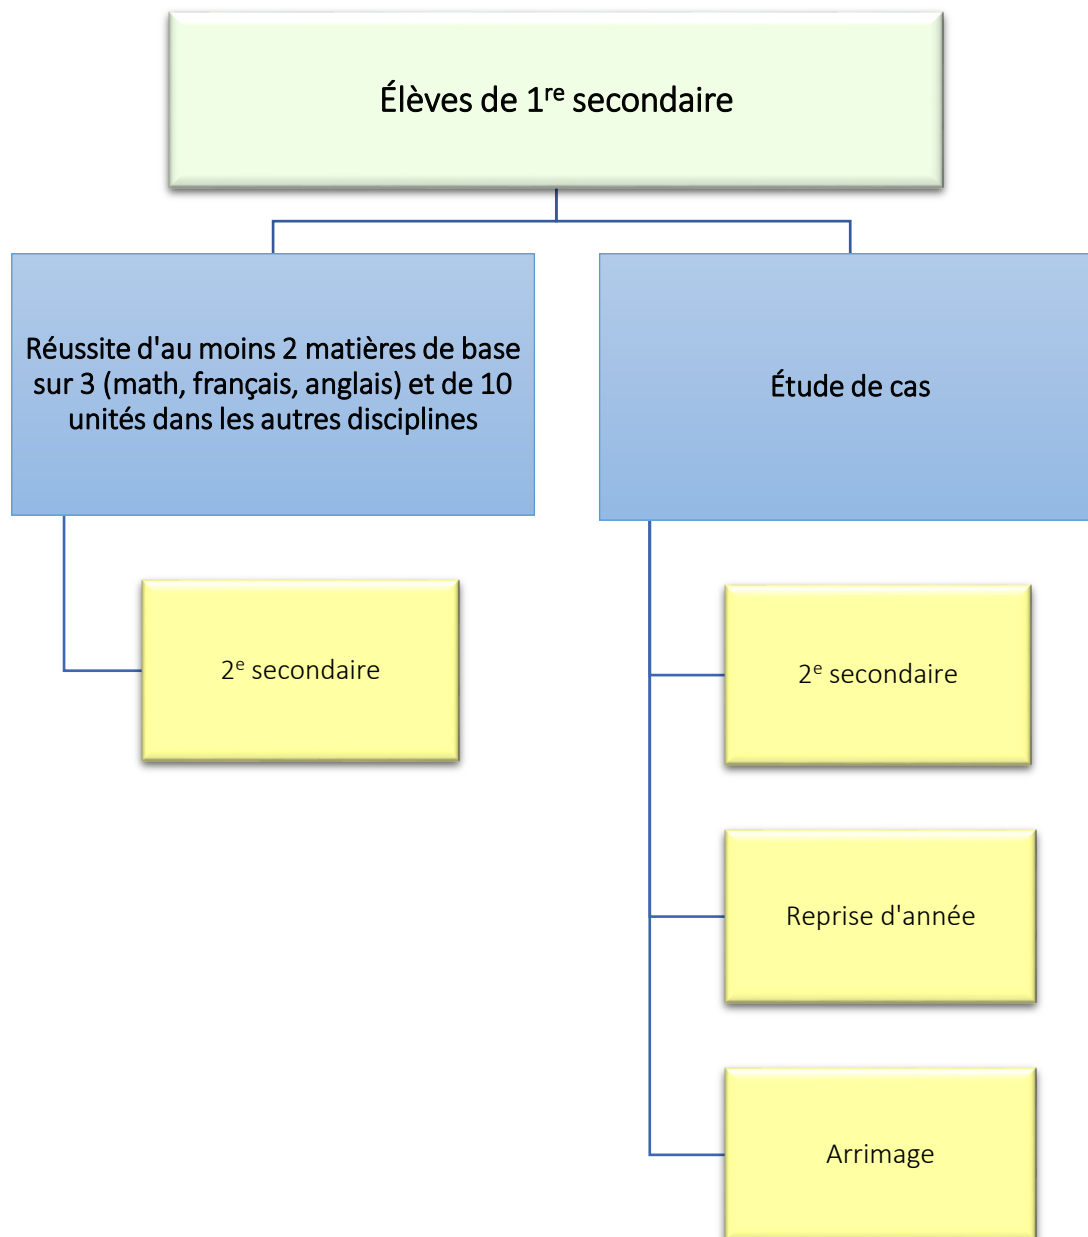 Élèves de 1re secondaire
Réussite d'au moins 2 matières de base
sur 3 (math, français, anglais) et de 10
unités dans les autres disciplines
Étude de cas
2e secondaire
2e secondaire
Reprise d'année
Arrimage